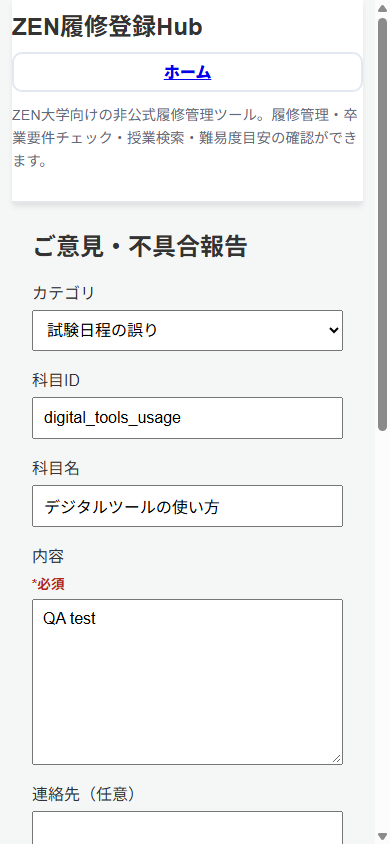 ZEN履修登録Hub
ホーム
ZEN大学向けの非公式履修管理ツール。履修管理・卒
業要件チェック・授業検索・難易度目安の確認ができ
ます。
ご意見・不具合報告
カテゴリ
試験日程の誤り
科目ID
digital_tools_usage
科目名
デジタルツールの使い方
内容
*必須
QA test
連絡先（任意）